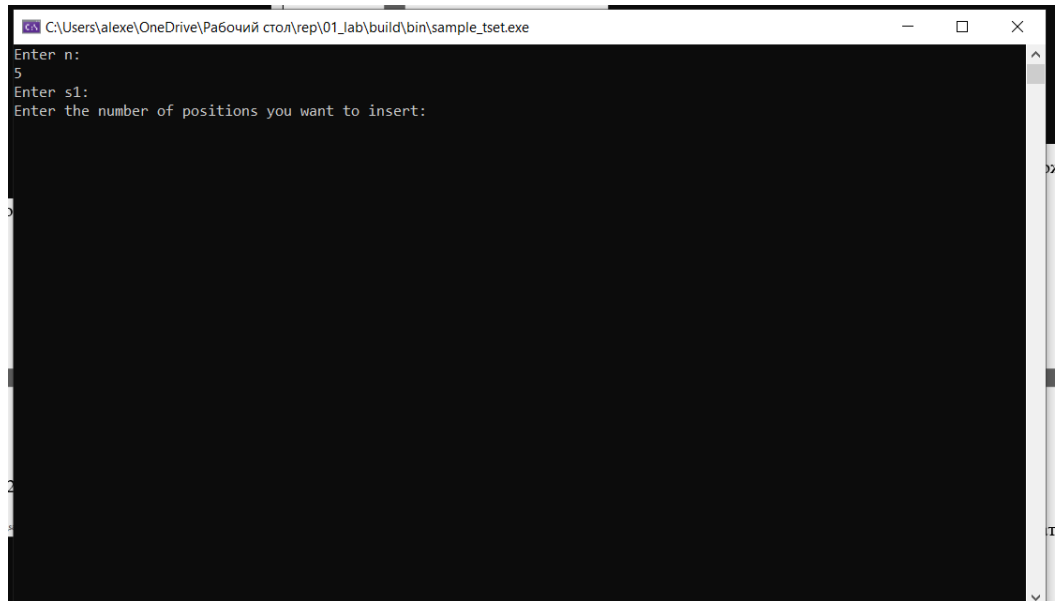 C:\Users\alexe\OneDrive\Рабочий стол\rep\01_lab\build\bin\sample_tset.exe
Enter n:
5
Enter s1:
Enter the number of positions you want to insert: